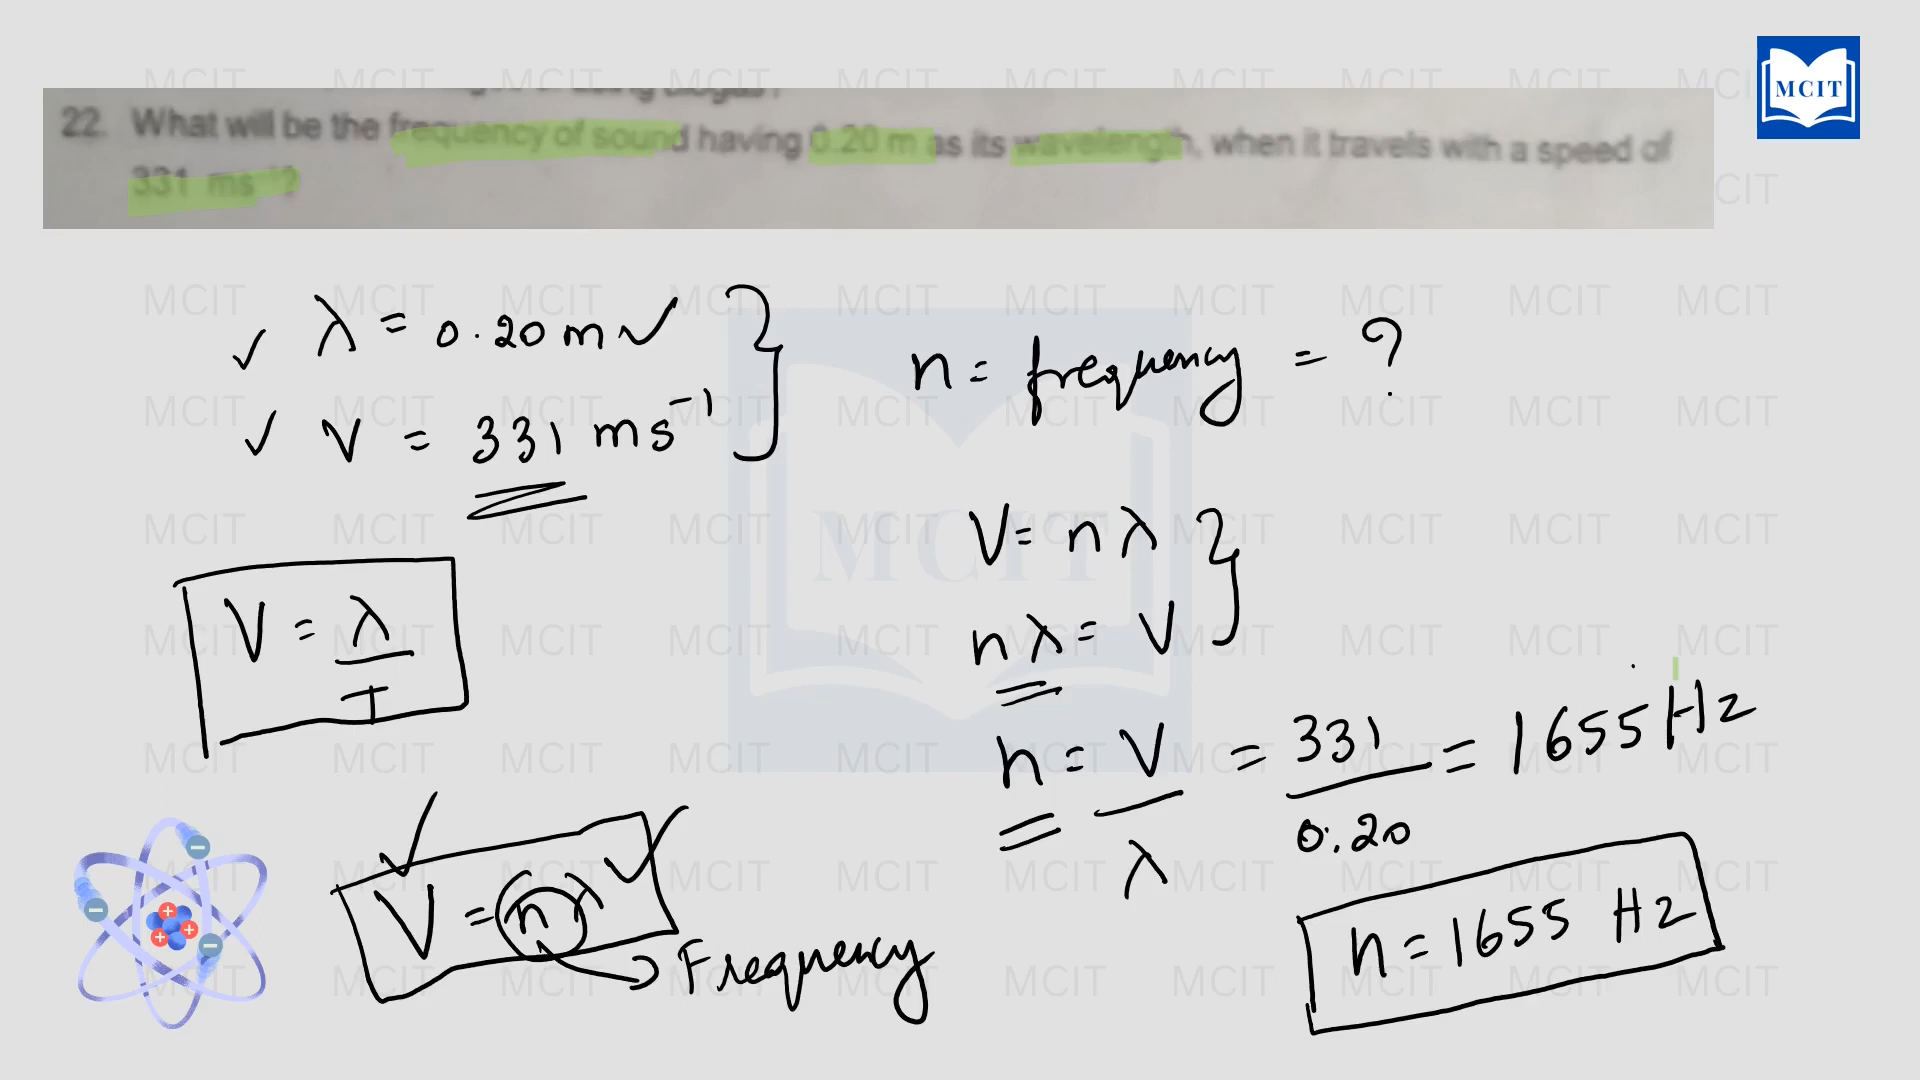 MCIT
22. What will be the frequency of sound having 0.20 m as its wavelength, when it travels with a speed of
331 ms⁻¹?
λ = 0.20 m
V = 331 ms⁻¹
n = frequency = ?
V = λ/T
V = nλ
nλ = V
n = V/λ = 331/0.20 = 1655 Hz
V = nλ
Frequency
n = 1655 Hz
MCIT